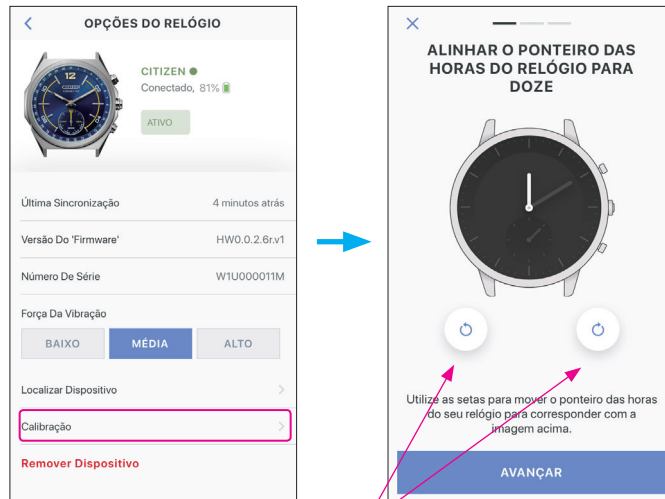 OPÇÕES DO RELÓGIO
12
CITIZEN
CITIZEN
Conectado, 81%
ATIVO
Última Sincronização 4 minutos atrás
Versão Do 'Firmware' HW0.0.2.6r.v1
Número De Série W1U000011M
Força Da Vibração
BAIXO MÉDIA ALTO
Localizar Dispositivo
Calibração
Remover Dispositivo
ALINHAR O PONTEIRO DAS
HORAS DO RELÓGIO PARA
DOZE
Utilize as setas para mover o ponteiro das horas
do seu relógio para corresponder com a
imagem acima.
AVANÇAR